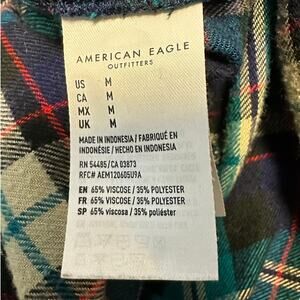 AMERICAN EAGLE
OUTFITTERS
US M
CA M
MX M
UK M
MADE IN INDONESIA / FABRIQUÉ EN
INDONÉSIE / HECHO EN INDONESIA
RN 54485/CA 03873
RFC# AEM120605U9A
EN 65% VISCOSE / 35% POLYESTER
FR 65% VISCOSE / 35% POLYESTER
SP 65% viscosa / 35% poliéster